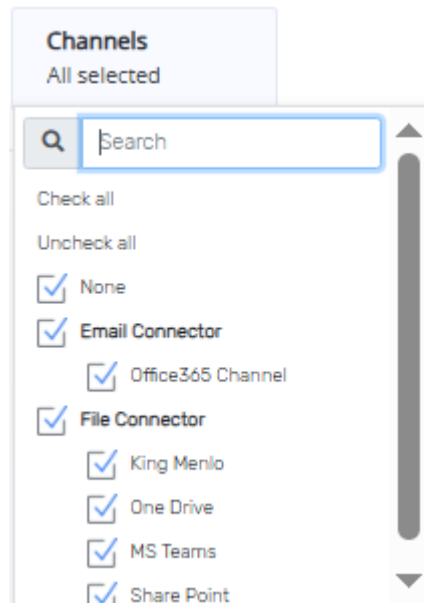 Channels
All selected
Search
Check all
Uncheck all
None
Email Connector
Office365 Channel
File Connector
King Menlo
One Drive
MS Teams
Share Point